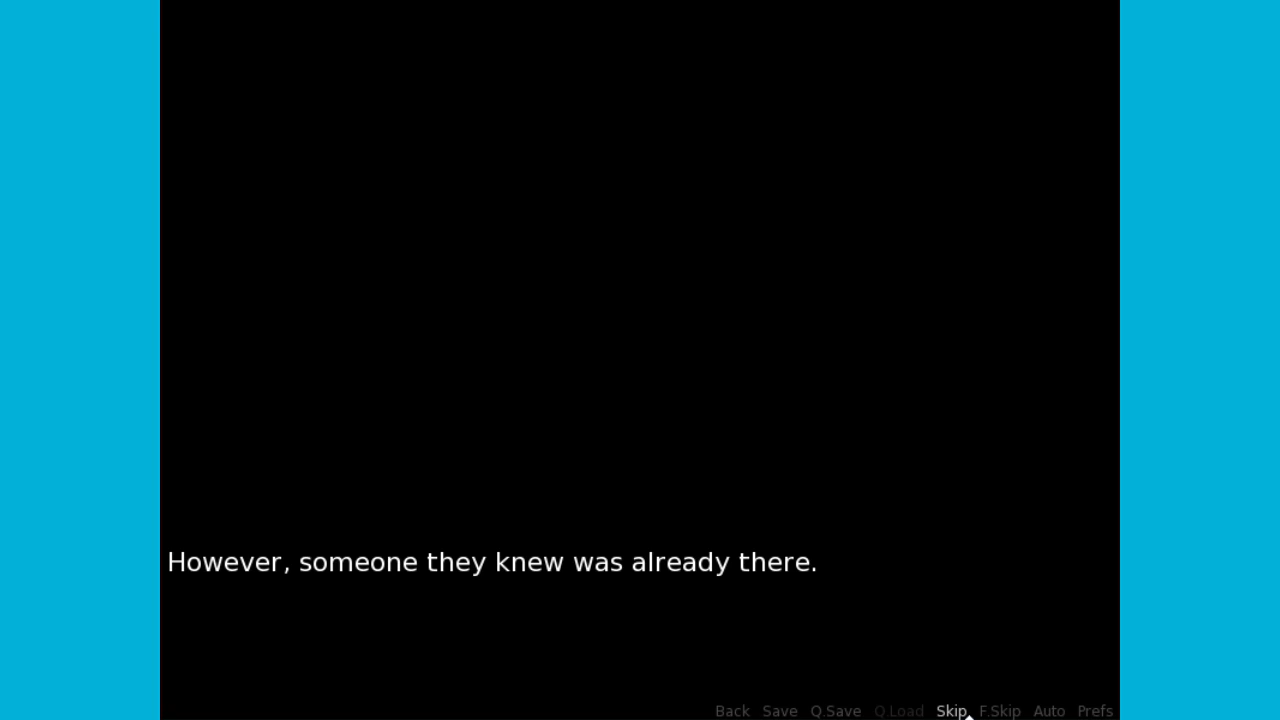 However, someone they knew was already there.
Back Save Q.Save Q.Load Skip F.Skip Auto Prefs